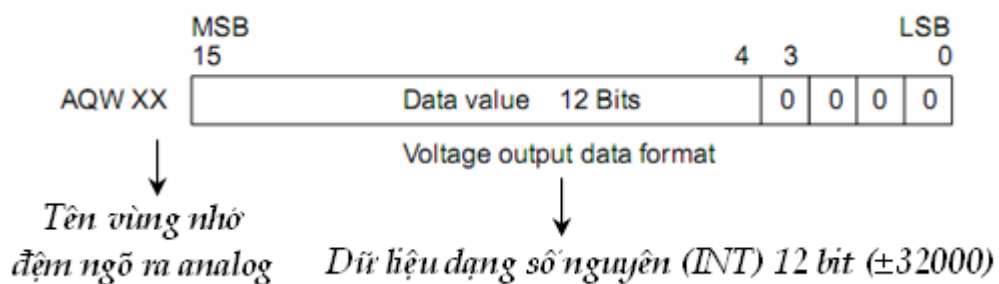 MSB LSB
15 4 3 0
AQW XX Data value 12 Bits 0 0 0 0
Voltage output data format
Tên vùng nhớ
đệm ngõ ra analog
Dữ liệu dạng số nguyên (INT) 12 bit (±32000)